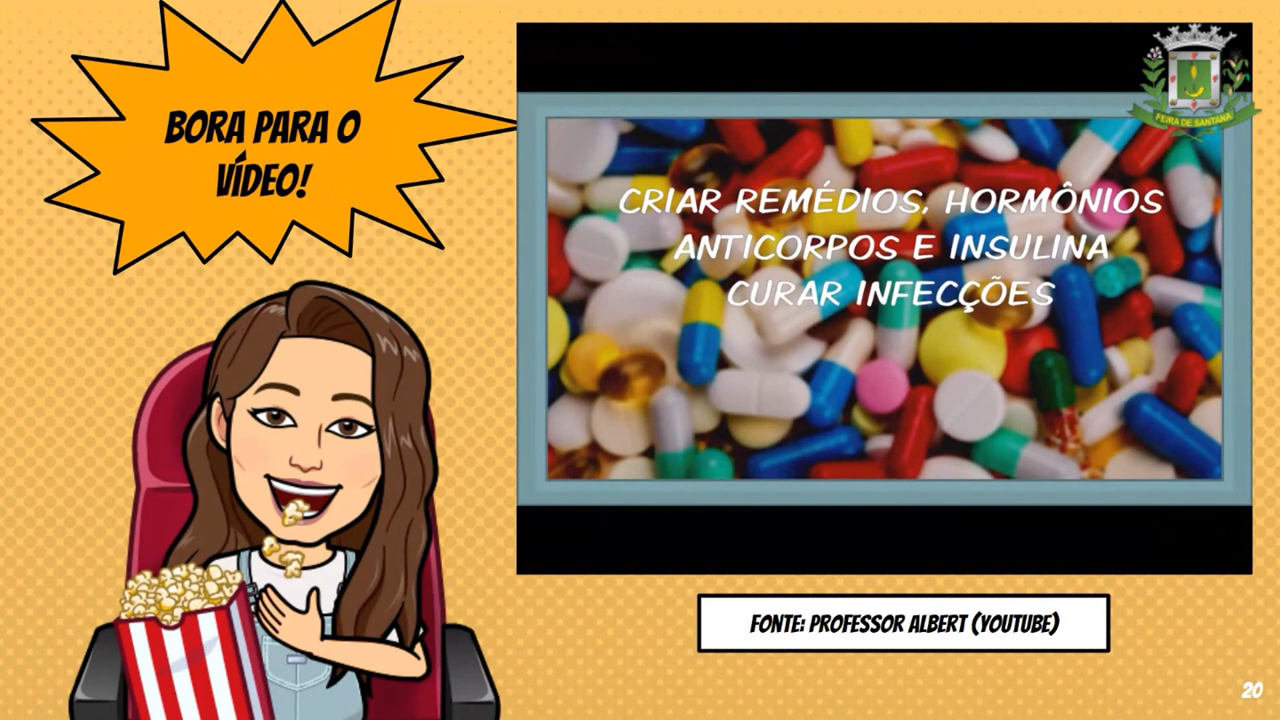 BORA PARA O
VÍDEO!
FEIRA DE SANTANA
CRIAR REMÉDIOS, HORMÔNIOS
ANTICORPOS E INSULINA
CURAR INFECÇÕES
FONTE: PROFESSOR ALBERT (YOUTUBE)
20